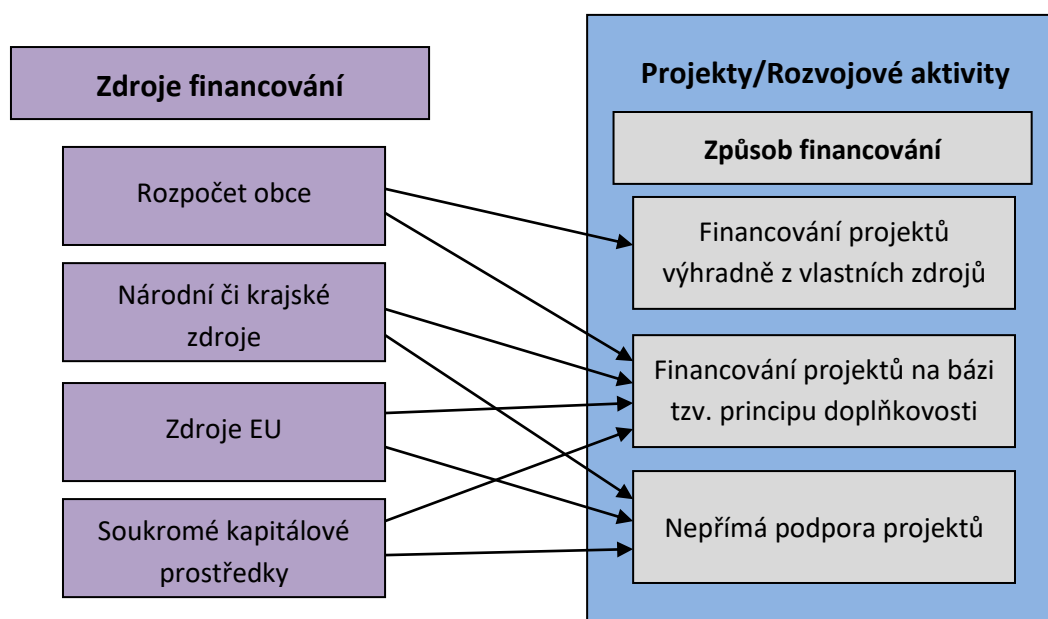 Zdroje financování
Rozpočet obce
Národní či krajské
zdroje
Zdroje EU
Soukromé kapitálové
prostředky
Projekty/Rozvojové aktivity
Způsob financování
Financování projektů
výhradně z vlastních zdrojů
Financování projektů na bázi
tzv. principu doplňkovosti
Nepřímá podpora projektů